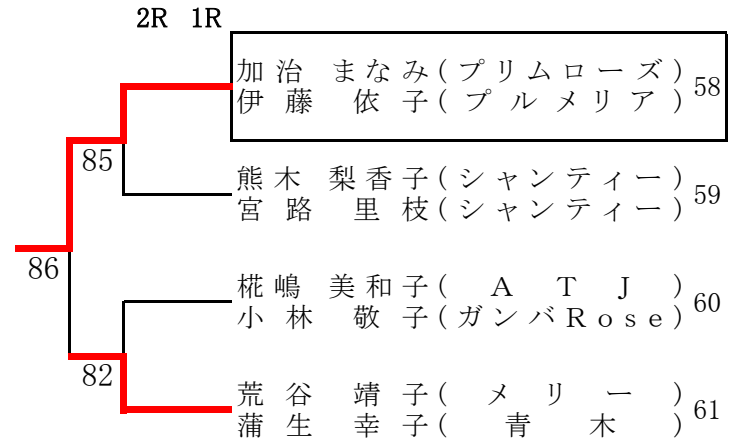 2R 1R
加治 まなみ(プリムローズ) 58
伊藤 依子(プルメリア)
85
熊木 梨香子(シャンティー) 59
宮路 里枝(シャンティー)
86
椛嶋 美和子(ATJ) 60
小林 敬子(ガンバRose)
82
荒谷 靖子(メリー) 61
蒲生 幸子(青木)